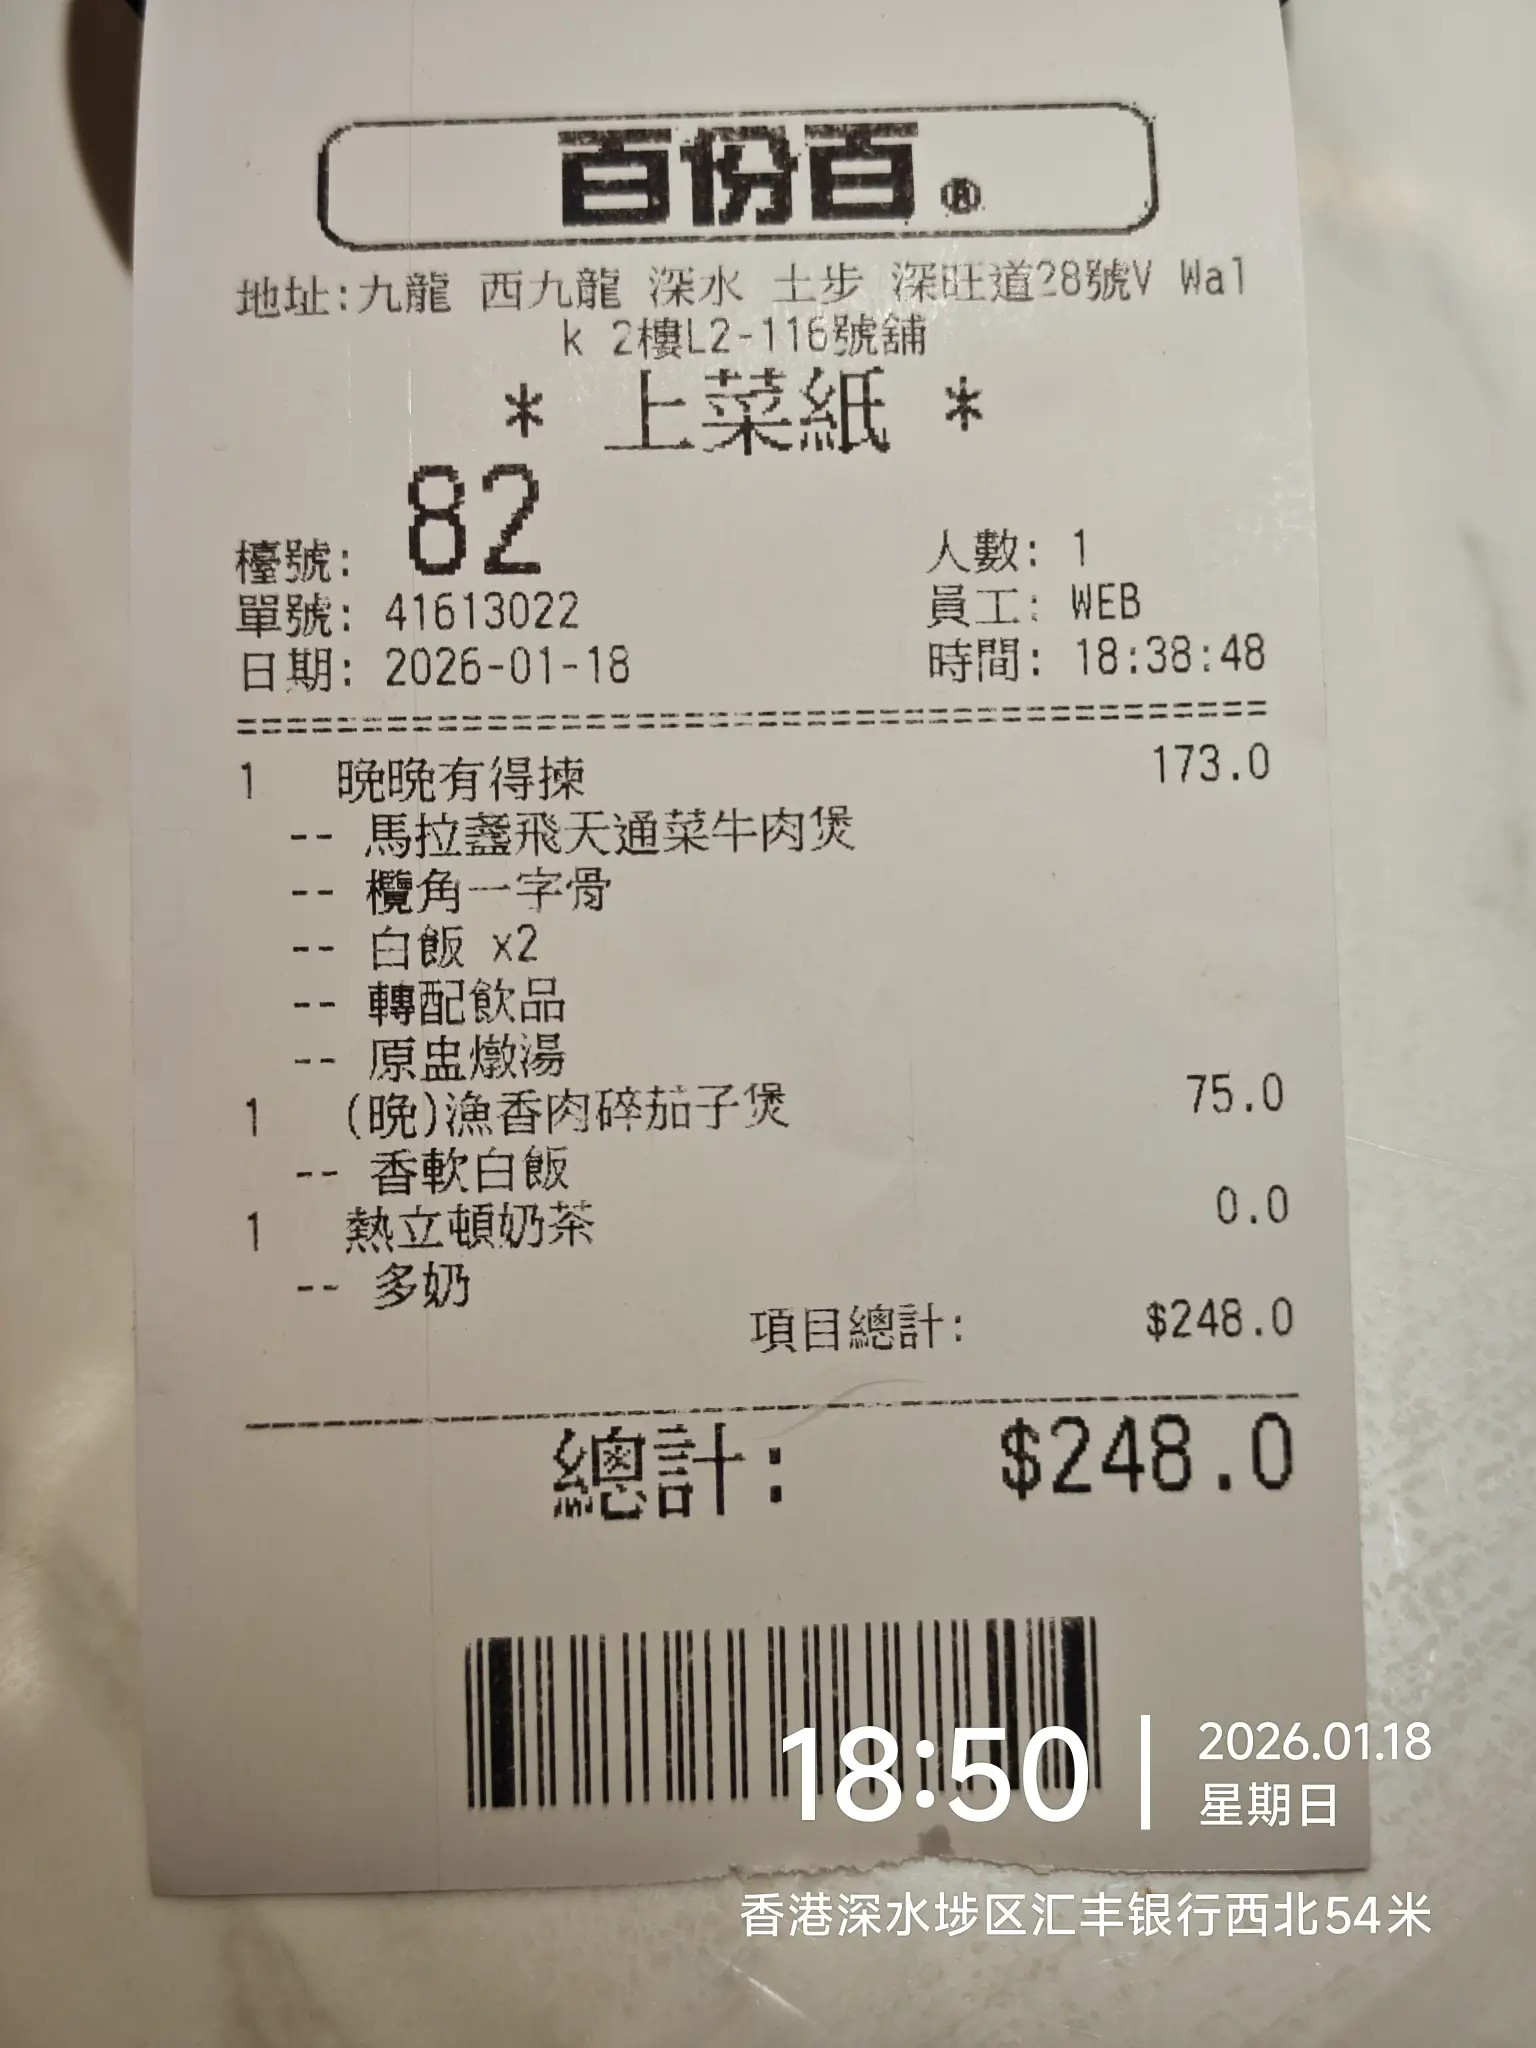 百份百®
地址:九龍 西九龍 深水 土步 深旺道28號V Wal
k 2樓L2-116號舖
* 上菜紙 *
檯號: 82 人數: 1
單號: 41613022 員工: WEB
日期: 2026-01-18 時間: 18:38:48
1 晚晚有得揀 173.0
-- 馬拉盞飛天通菜牛肉煲
-- 欖角一字骨
-- 白飯 x2
-- 轉配飲品
-- 原盅燉湯
1 (晚)漁香肉碎茄子煲 75.0
-- 香軟白飯
1 熱立頓奶茶 0.0
-- 多奶
項目總計: $248.0
總計: $248.0
18:50
2026.01.18
星期日
香港深水埗区汇丰银行西北54米